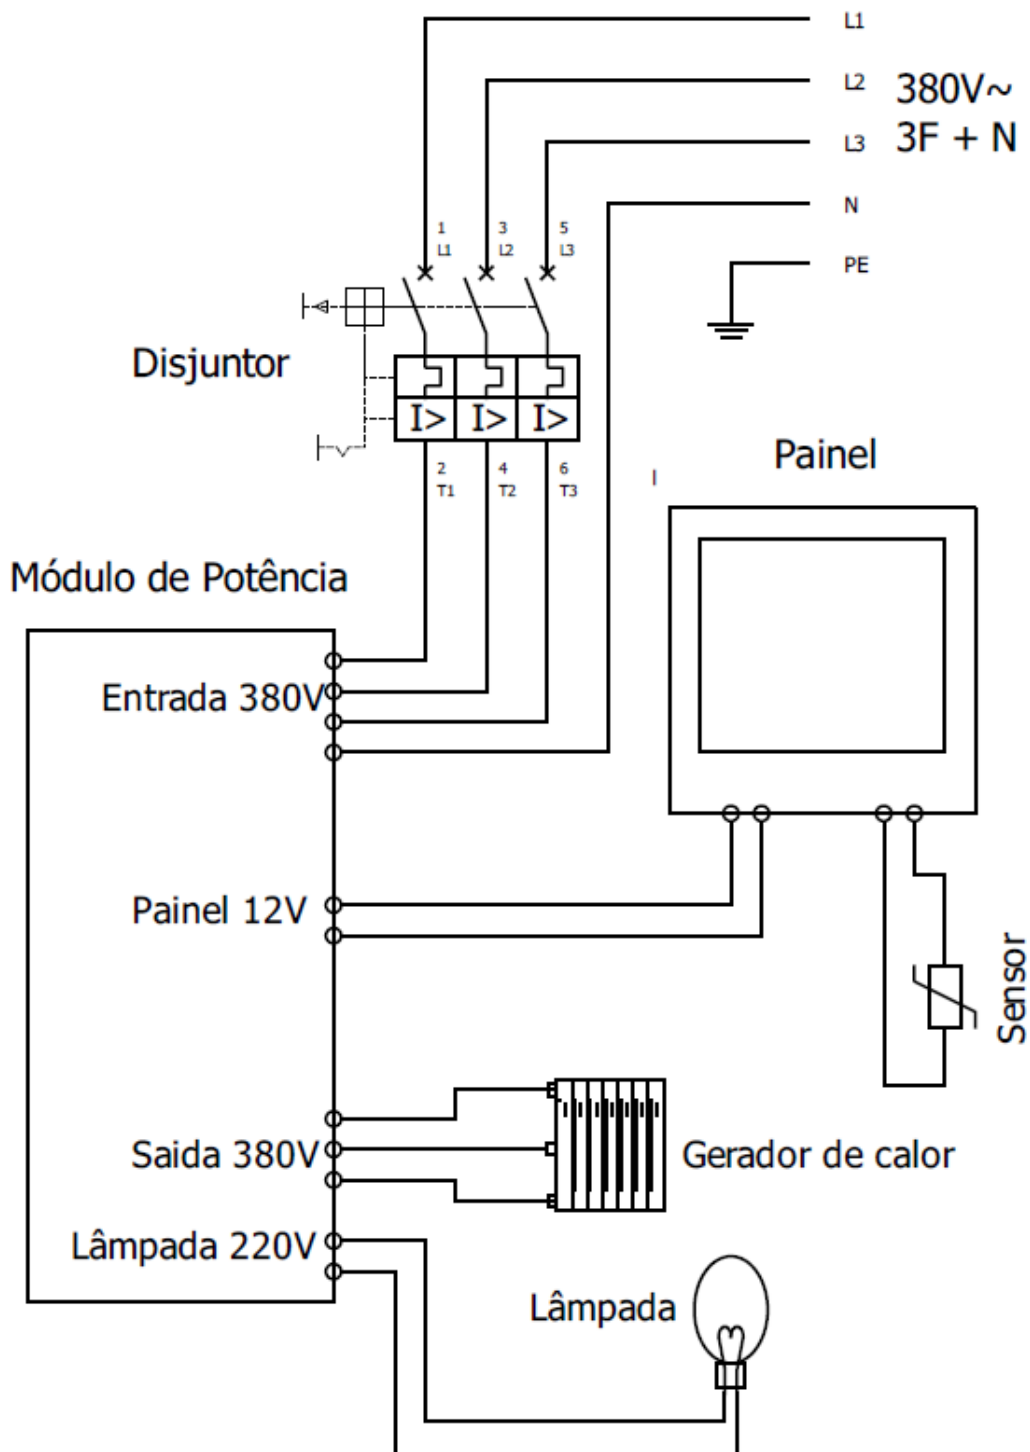 L1
L2
380V~
L3
3F + N
N
PE
1 3 5
L1 L2 L3
Disjuntor
I> I> I>
2 4 6
T1 T2 T3
Painel
Módulo de Potência
Entrada 380V
Painel 12V
Sensor
Saida 380V
Gerador de calor
Lâmpada 220V
Lâmpada